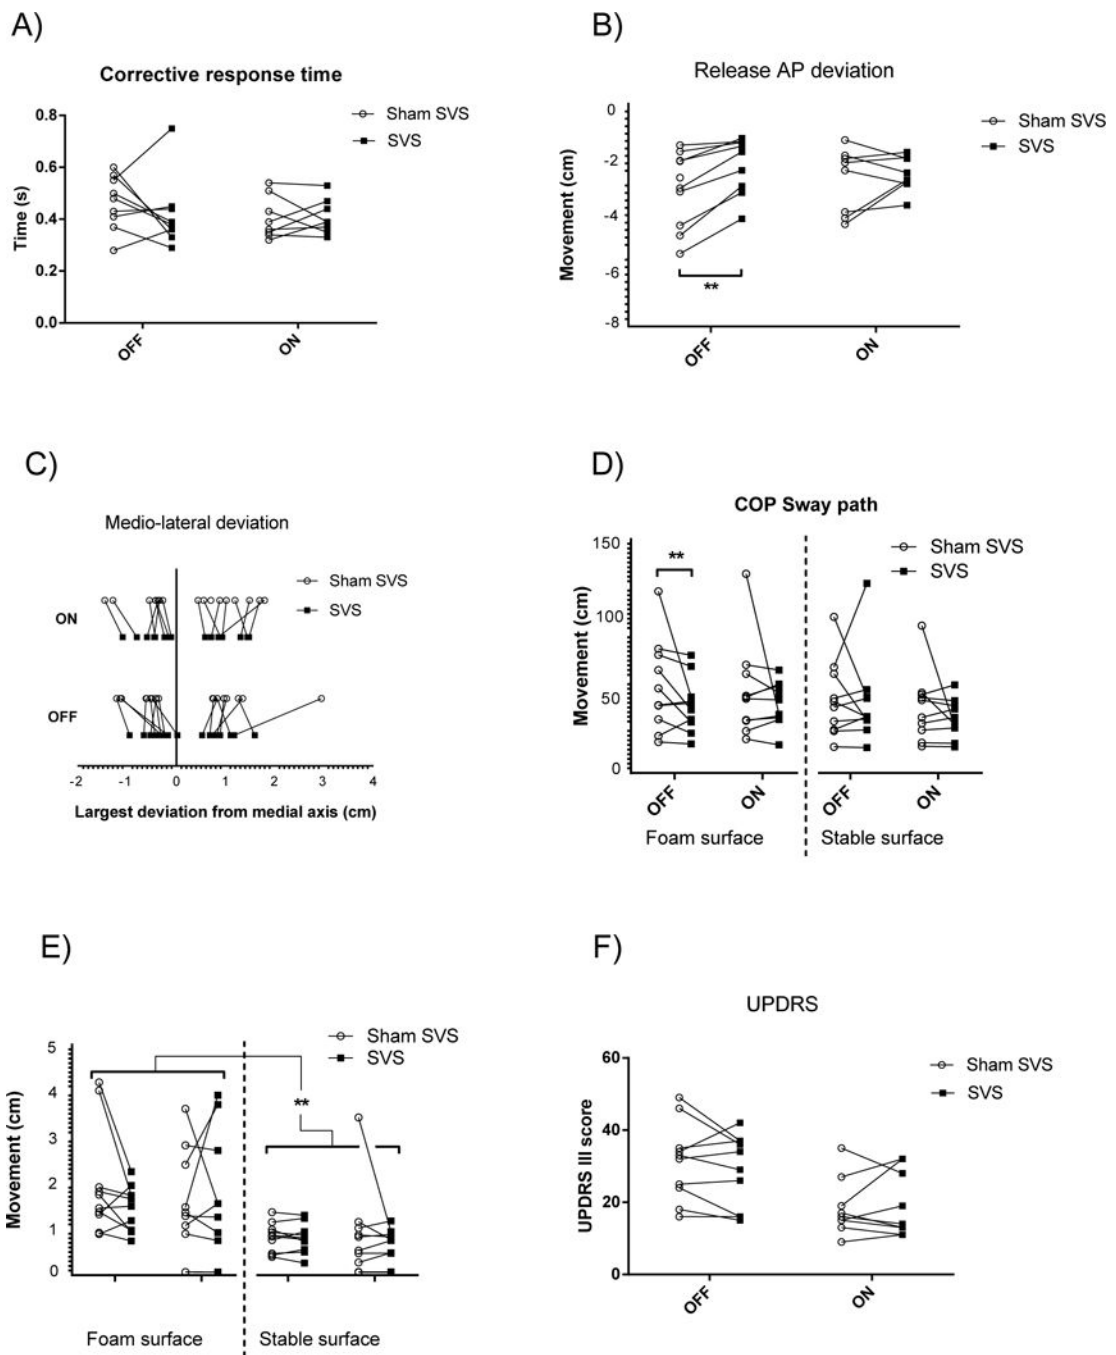 A)
Corrective response time
Sham SVS
SVS
0.8
0.6
0.4
0.2
0.0
Time (s)
OFF
ON
B)
Release AP deviation
Sham SVS
SVS
0
-2
-4
-6
-8
Movement (cm)
**
OFF
ON
C)
Medio-lateral deviation
Sham SVS
SVS
ON
OFF
-2 -1 0 1 2 3 4
Largest deviation from medial axis (cm)
D)
COP Sway path
Sham SVS
SVS
150
100
50
0
Movement (cm)
**
OFF
ON
OFF
ON
Foam surface
Stable surface
E)
Sham SVS
SVS
5
4
3
2
1
0
Movement (cm)
**
Foam surface
Stable surface
F)
UPDRS
Sham SVS
SVS
60
40
20
0
UPDRS III score
OFF
ON